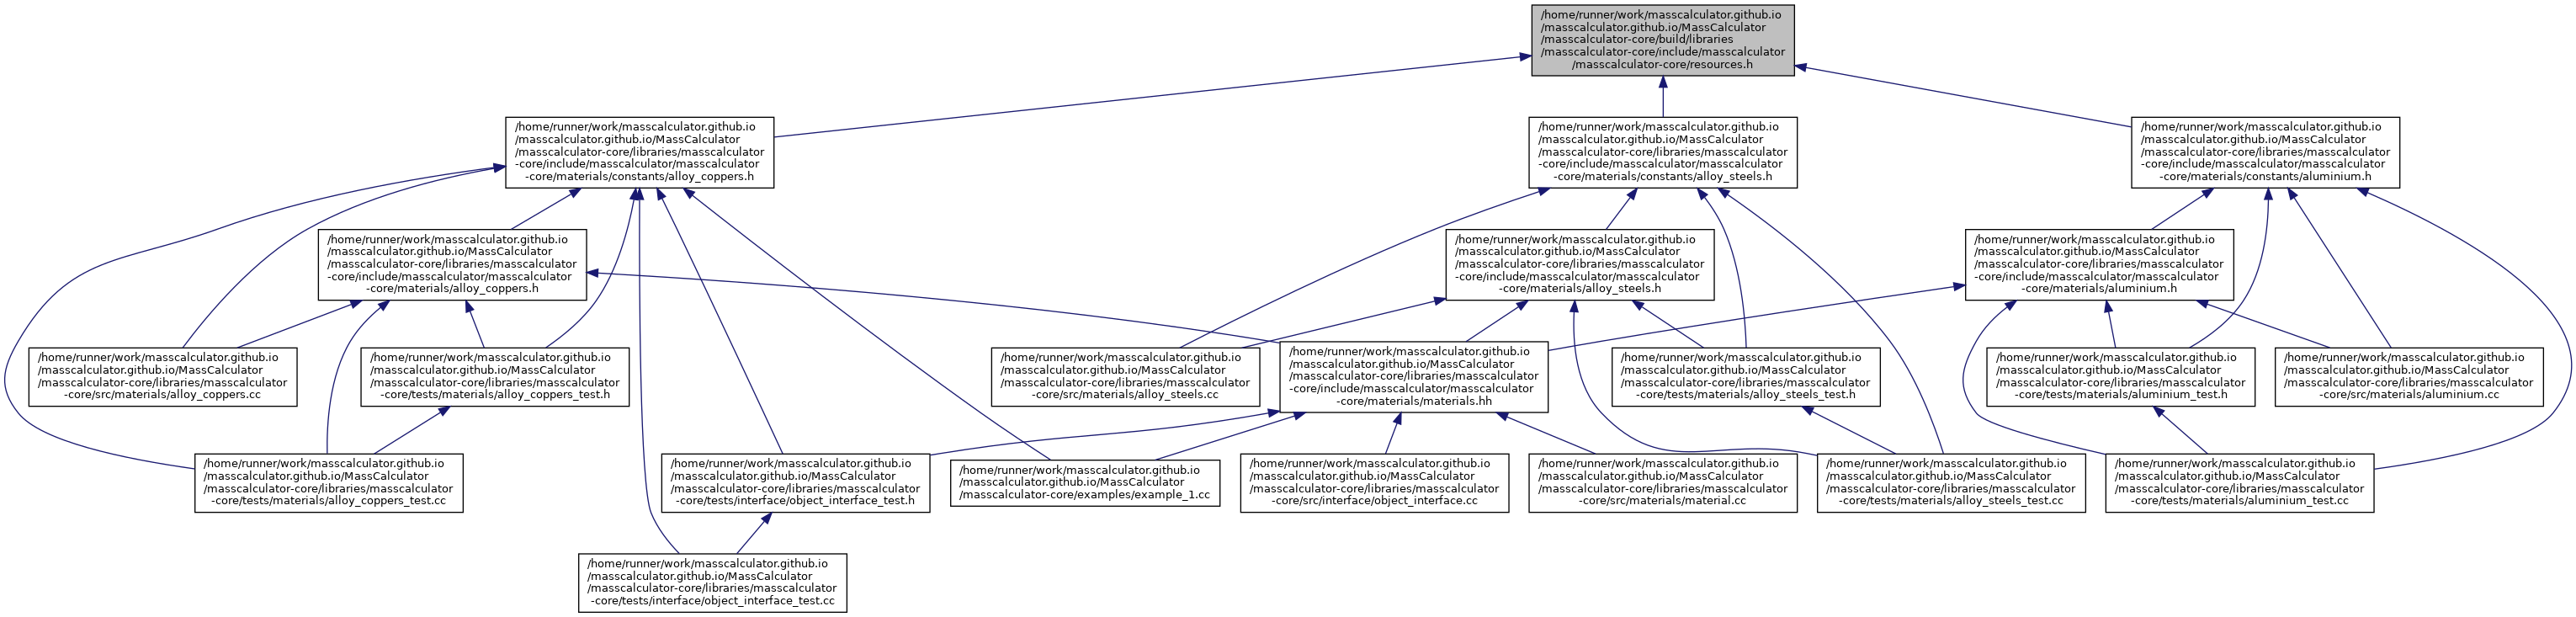 /home/runner/work/masscalculator.github.io
/masscalculator.github.io/MassCalculator
/masscalculator-core/build/libraries
/masscalculator-core/include/masscalculator
/masscalculator-core/resources.h
/home/runner/work/masscalculator.github.io
/masscalculator.github.io/MassCalculator
/masscalculator-core/libraries/masscalculator
-core/include/masscalculator/masscalculator
-core/materials/constants/alloy_coppers.h
/home/runner/work/masscalculator.github.io
/masscalculator.github.io/MassCalculator
/masscalculator-core/libraries/masscalculator
-core/include/masscalculator/masscalculator
-core/materials/constants/alloy_steels.h
/home/runner/work/masscalculator.github.io
/masscalculator.github.io/MassCalculator
/masscalculator-core/libraries/masscalculator
-core/include/masscalculator/masscalculator
-core/materials/constants/aluminium.h
/home/runner/work/masscalculator.github.io
/masscalculator.github.io/MassCalculator
/masscalculator-core/libraries/masscalculator
-core/include/masscalculator/masscalculator
-core/materials/alloy_coppers.h
/home/runner/work/masscalculator.github.io
/masscalculator.github.io/MassCalculator
/masscalculator-core/libraries/masscalculator
-core/include/masscalculator/masscalculator
-core/materials/alloy_steels.h
/home/runner/work/masscalculator.github.io
/masscalculator.github.io/MassCalculator
/masscalculator-core/libraries/masscalculator
-core/include/masscalculator/masscalculator
-core/materials/aluminium.h
/home/runner/work/masscalculator.github.io
/masscalculator.github.io/MassCalculator
/masscalculator-core/libraries/masscalculator
-core/src/materials/alloy_coppers.cc
/home/runner/work/masscalculator.github.io
/masscalculator.github.io/MassCalculator
/masscalculator-core/libraries/masscalculator
-core/tests/materials/alloy_coppers_test.h
/home/runner/work/masscalculator.github.io
/masscalculator.github.io/MassCalculator
/masscalculator-core/libraries/masscalculator
-core/src/materials/alloy_steels.cc
/home/runner/work/masscalculator.github.io
/masscalculator.github.io/MassCalculator
/masscalculator-core/libraries/masscalculator
-core/include/masscalculator/masscalculator
-core/materials/materials.hh
/home/runner/work/masscalculator.github.io
/masscalculator.github.io/MassCalculator
/masscalculator-core/libraries/masscalculator
-core/tests/materials/alloy_steels_test.h
/home/runner/work/masscalculator.github.io
/masscalculator.github.io/MassCalculator
/masscalculator-core/libraries/masscalculator
-core/tests/materials/aluminium_test.h
/home/runner/work/masscalculator.github.io
/masscalculator.github.io/MassCalculator
/masscalculator-core/libraries/masscalculator
-core/src/materials/aluminium.cc
/home/runner/work/masscalculator.github.io
/masscalculator.github.io/MassCalculator
/masscalculator-core/libraries/masscalculator
-core/tests/materials/alloy_coppers_test.cc
/home/runner/work/masscalculator.github.io
/masscalculator.github.io/MassCalculator
/masscalculator-core/libraries/masscalculator
-core/tests/interface/object_interface_test.h
/home/runner/work/masscalculator.github.io
/masscalculator.github.io/MassCalculator
/masscalculator-core/examples/example_1.cc
/home/runner/work/masscalculator.github.io
/masscalculator.github.io/MassCalculator
/masscalculator-core/libraries/masscalculator
-core/src/interface/object_interface.cc
/home/runner/work/masscalculator.github.io
/masscalculator.github.io/MassCalculator
/masscalculator-core/libraries/masscalculator
-core/src/materials/material.cc
/home/runner/work/masscalculator.github.io
/masscalculator.github.io/MassCalculator
/masscalculator-core/libraries/masscalculator
-core/tests/materials/alloy_steels_test.cc
/home/runner/work/masscalculator.github.io
/masscalculator.github.io/MassCalculator
/masscalculator-core/libraries/masscalculator
-core/tests/materials/aluminium_test.cc
/home/runner/work/masscalculator.github.io
/masscalculator.github.io/MassCalculator
/masscalculator-core/libraries/masscalculator
-core/tests/interface/object_interface_test.cc